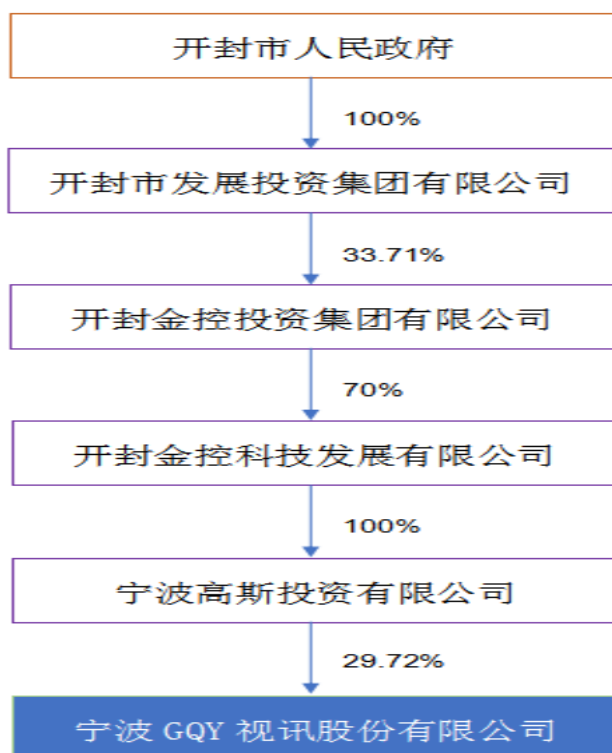 开封市人民政府
100%
开封市发展投资集团有限公司
33.71%
开封金控投资集团有限公司
70%
开封金控科技发展有限公司
100%
宁波高斯投资有限公司
29.72%
宁波 GQY 视讯股份有限公司